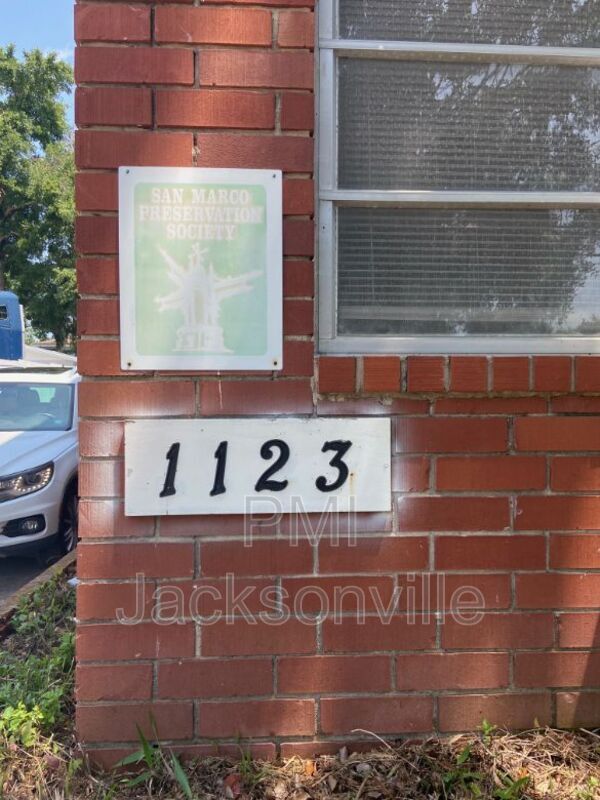 SAN MARCO
PRESERVATION
SOCIETY
1123
PMI
Jacksonville